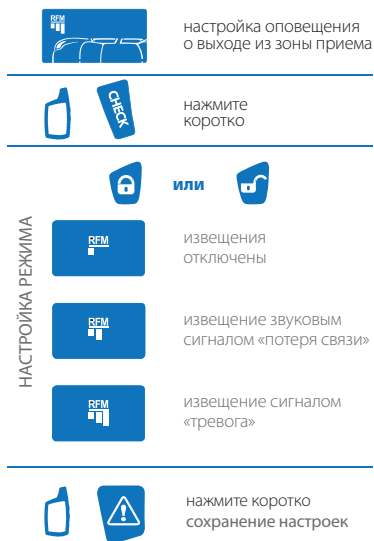 RFM
настройка оповещения
о выходе из зоны приема
CHECK
нажмите
коротко
или
НАСТРОЙКА РЕЖИМА
RFM
извещения
отключены
RFM
извещение звуковым
сигналом «потеря связи»
RFM
извещение сигналом
«тревога»
нажмите коротко
сохранение настроек